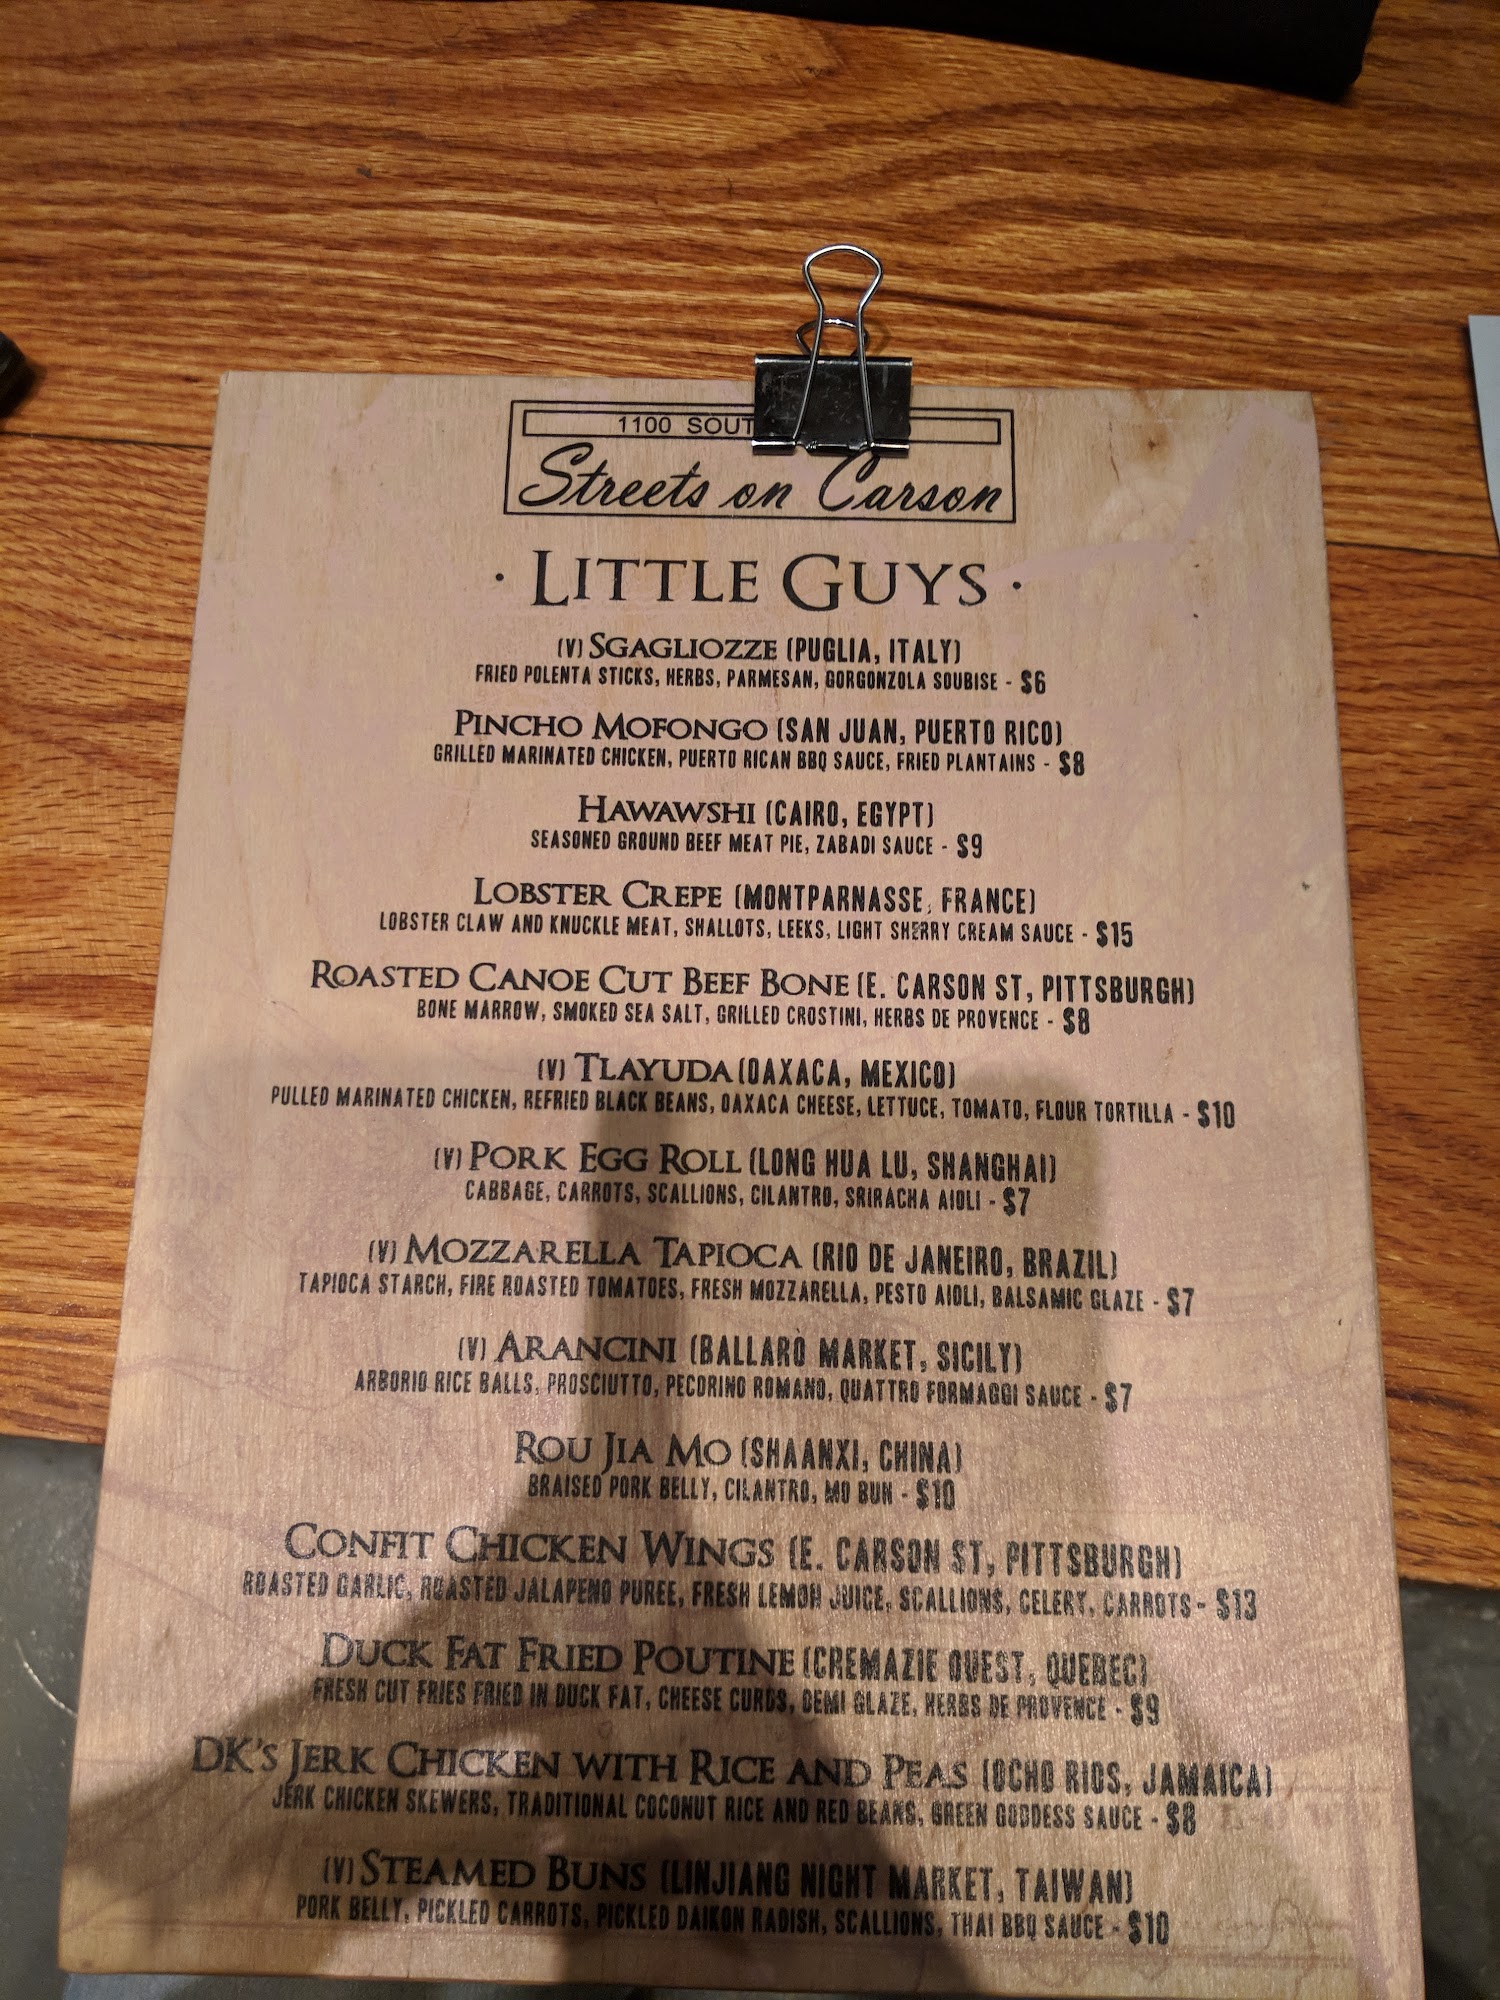 1100 SOUT
Streets on Carson
· LITTLE GUYS ·
(V) SGAGLIOZZE (PUGLIA, ITALY)
FRIED POLENTA STICKS, HERBS, PARMESAN, GORGONZOLA SOUBISE - $6
PINCHO MOFONGO (SAN JUAN, PUERTO RICO)
GRILLED MARINATED CHICKEN, PUERTO RICAN BBQ SAUCE, FRIED PLANTAINS - $8
HAWAWSHI (CAIRO, EGYPT)
SEASONED GROUND BEEF MEAT PIE, ZABADI SAUCE - $9
LOBSTER CREPE (MONTPARNASSE, FRANCE)
LOBSTER CLAW AND KNUCKLE MEAT, SHALLOTS, LEEKS, LIGHT SHERRY CREAM SAUCE - $15
ROASTED CANOE CUT BEEF BONE (E. CARSON ST, PITTSBURGH)
BONE MARROW, SMOKED SEA SALT, GRILLED CROSTINI, HERBS DE PROVENCE - $8
(V) TLAYUDA (OAXACA, MEXICO)
PULLED MARINATED CHICKEN, REFRIED BLACK BEANS, OAXACA CHEESE, LETTUCE, TOMATO, FLOUR TORTILLA - $10
(V) PORK EGG ROLL (LONG HUA LU, SHANGHAI)
CABBAGE, CARROTS, SCALLIONS, CILANTRO, SRIRACHA AIOLI - $7
(V) MOZZARELLA TAPIOCA (RIO DE JANEIRO, BRAZIL)
TAPIOCA STARCH, FIRE ROASTED TOMATOES, FRESH MOZZARELLA, PESTO AIOLI, BALSAMIC GLAZE - $7
(V) ARANCINI (BALLARÒ MARKET, SICILY)
ARBORIO RICE BALLS, PROSCIUTTO, PECORINO ROMANO, QUATTRO FORMAGGI SAUCE - $7
ROU JIA MO (SHAANXI, CHINA)
BRAISED PORK BELLY, CILANTRO, MO BUN - $10
CONFIT CHICKEN WINGS (E. CARSON ST, PITTSBURGH)
ROASTED GARLIC, ROASTED JALAPENO PUREE, FRESH LEMON JUICE, SCALLIONS, CELERY, CARROTS - $13
DUCK FAT FRIED POUTINE (CREMAZIE OUEST, QUEBEC)
FRESH CUT FRIES FRIED IN DUCK FAT, CHEESE CURDS, DEMI GLAZE, HERBS DE PROVENCE - $9
DK'S JERK CHICKEN WITH RICE AND PEAS (OCHO RIOS, JAMAICA)
JERK CHICKEN SKEWERS, TRADITIONAL COCONUT RICE AND RED BEANS, GREEN GODDESS SAUCE - $8
(V) STEAMED BUNS (LINJIANG NIGHT MARKET, TAIWAN)
PORK BELLY, PICKLED CARROTS, PICKLED DAIKON RADISH, SCALLIONS, THAI BBQ SAUCE - $10